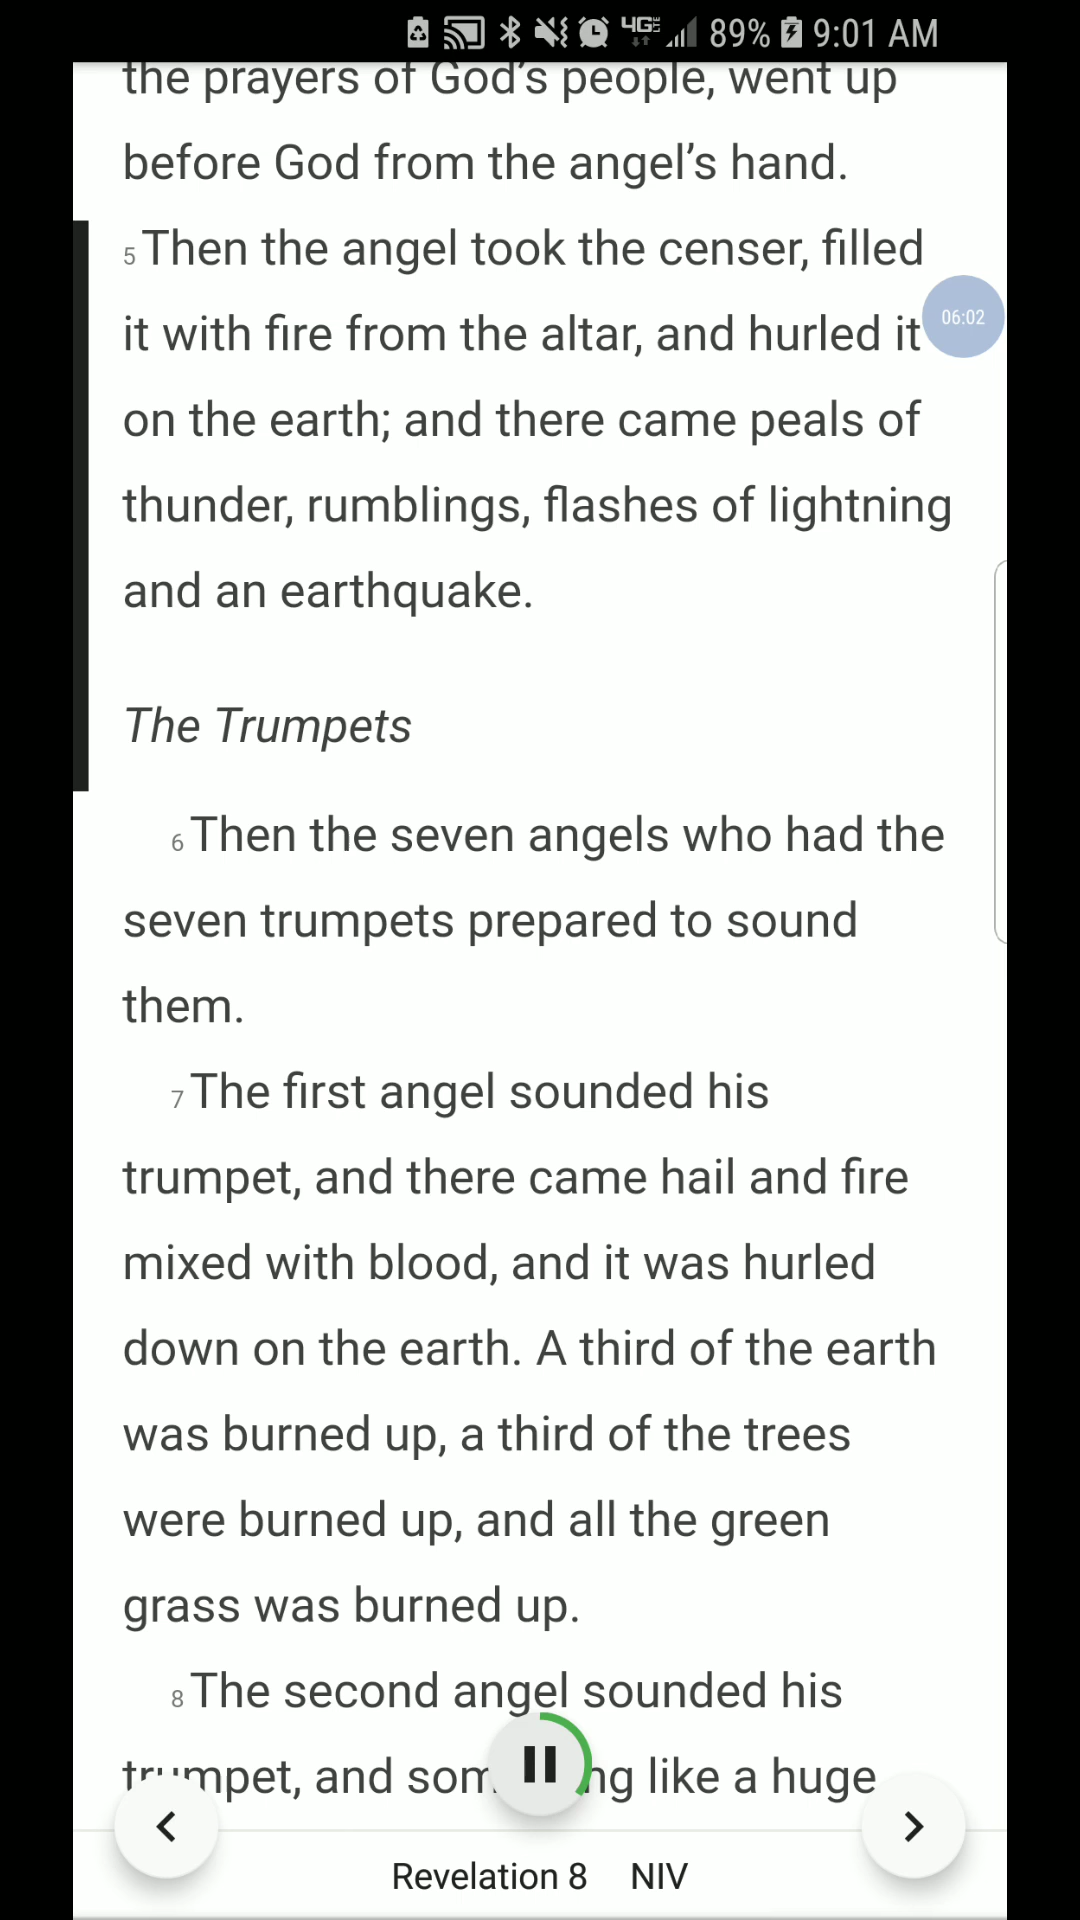 4G LTE 89% 9:01 AM
the prayers of God's people, went up
before God from the angel’s hand.
5 Then the angel took the censer, filled
it with fire from the altar, and hurled it
06:02
on the earth; and there came peals of
thunder, rumblings, flashes of lightning
and an earthquake.
The Trumpets
6 Then the seven angels who had the
seven trumpets prepared to sound
them.
7 The first angel sounded his
trumpet, and there came hail and fire
mixed with blood, and it was hurled
down on the earth. A third of the earth
was burned up, a third of the trees
were burned up, and all the green
grass was burned up.
8 The second angel sounded his
trumpet, and som ng like a huge
Revelation 8 NIV